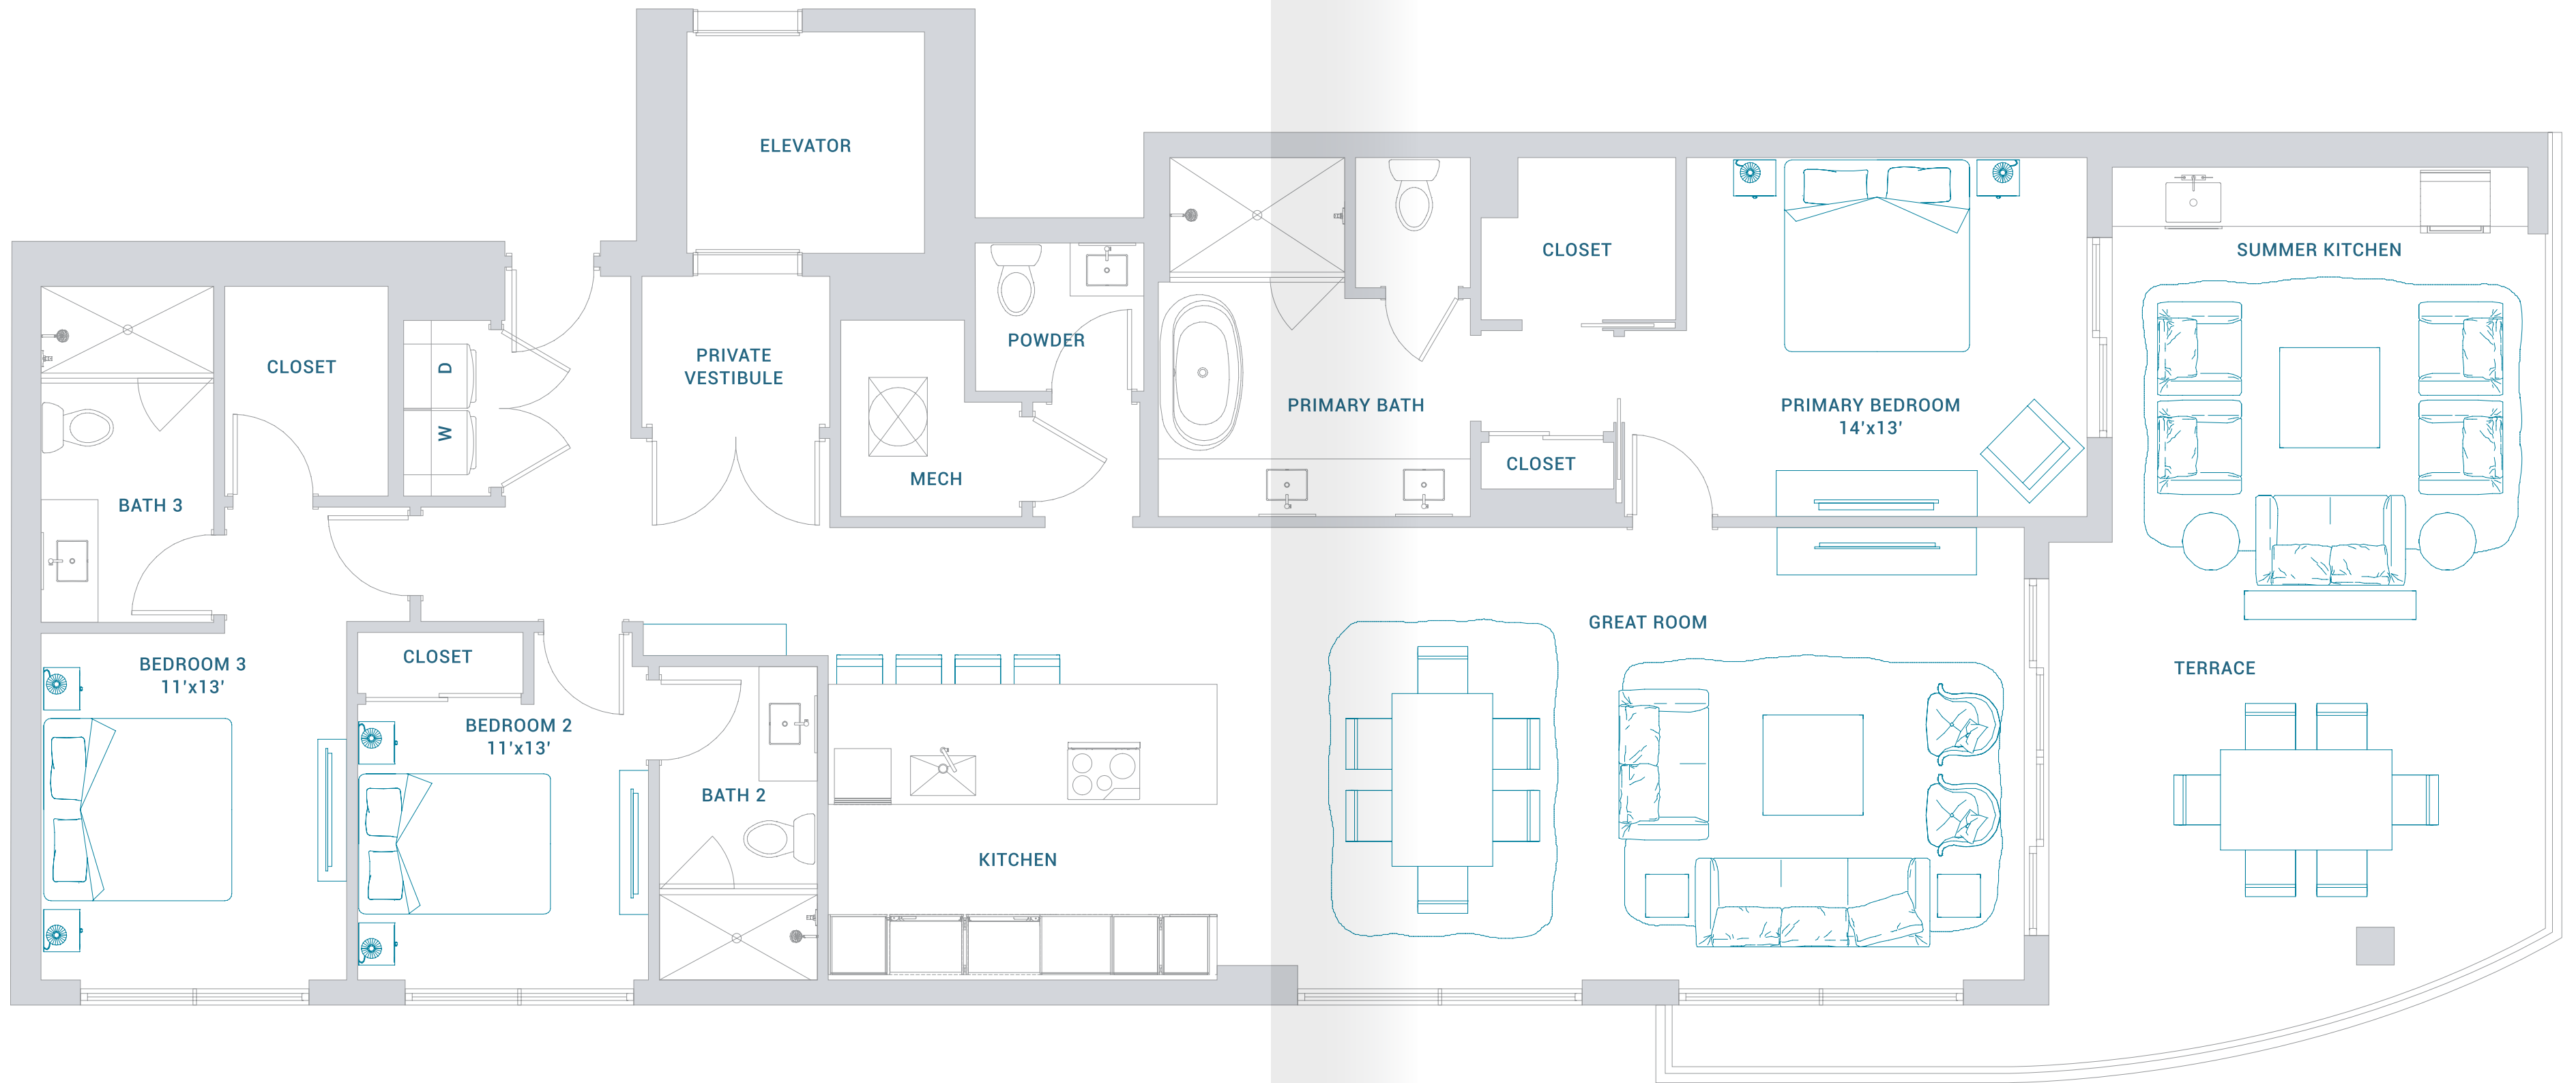 ELEVATOR
CLOSET
SUMMER KITCHEN
POWDER
PRIVATE
VESTIBULE
CLOSET
D
W
PRIMARY BATH
PRIMARY BEDROOM
14'x13'
CLOSET
MECH
BATH 3
GREAT ROOM
CLOSET
BEDROOM 3
11'x13'
TERRACE
BEDROOM 2
11'x13'
BATH 2
KITCHEN